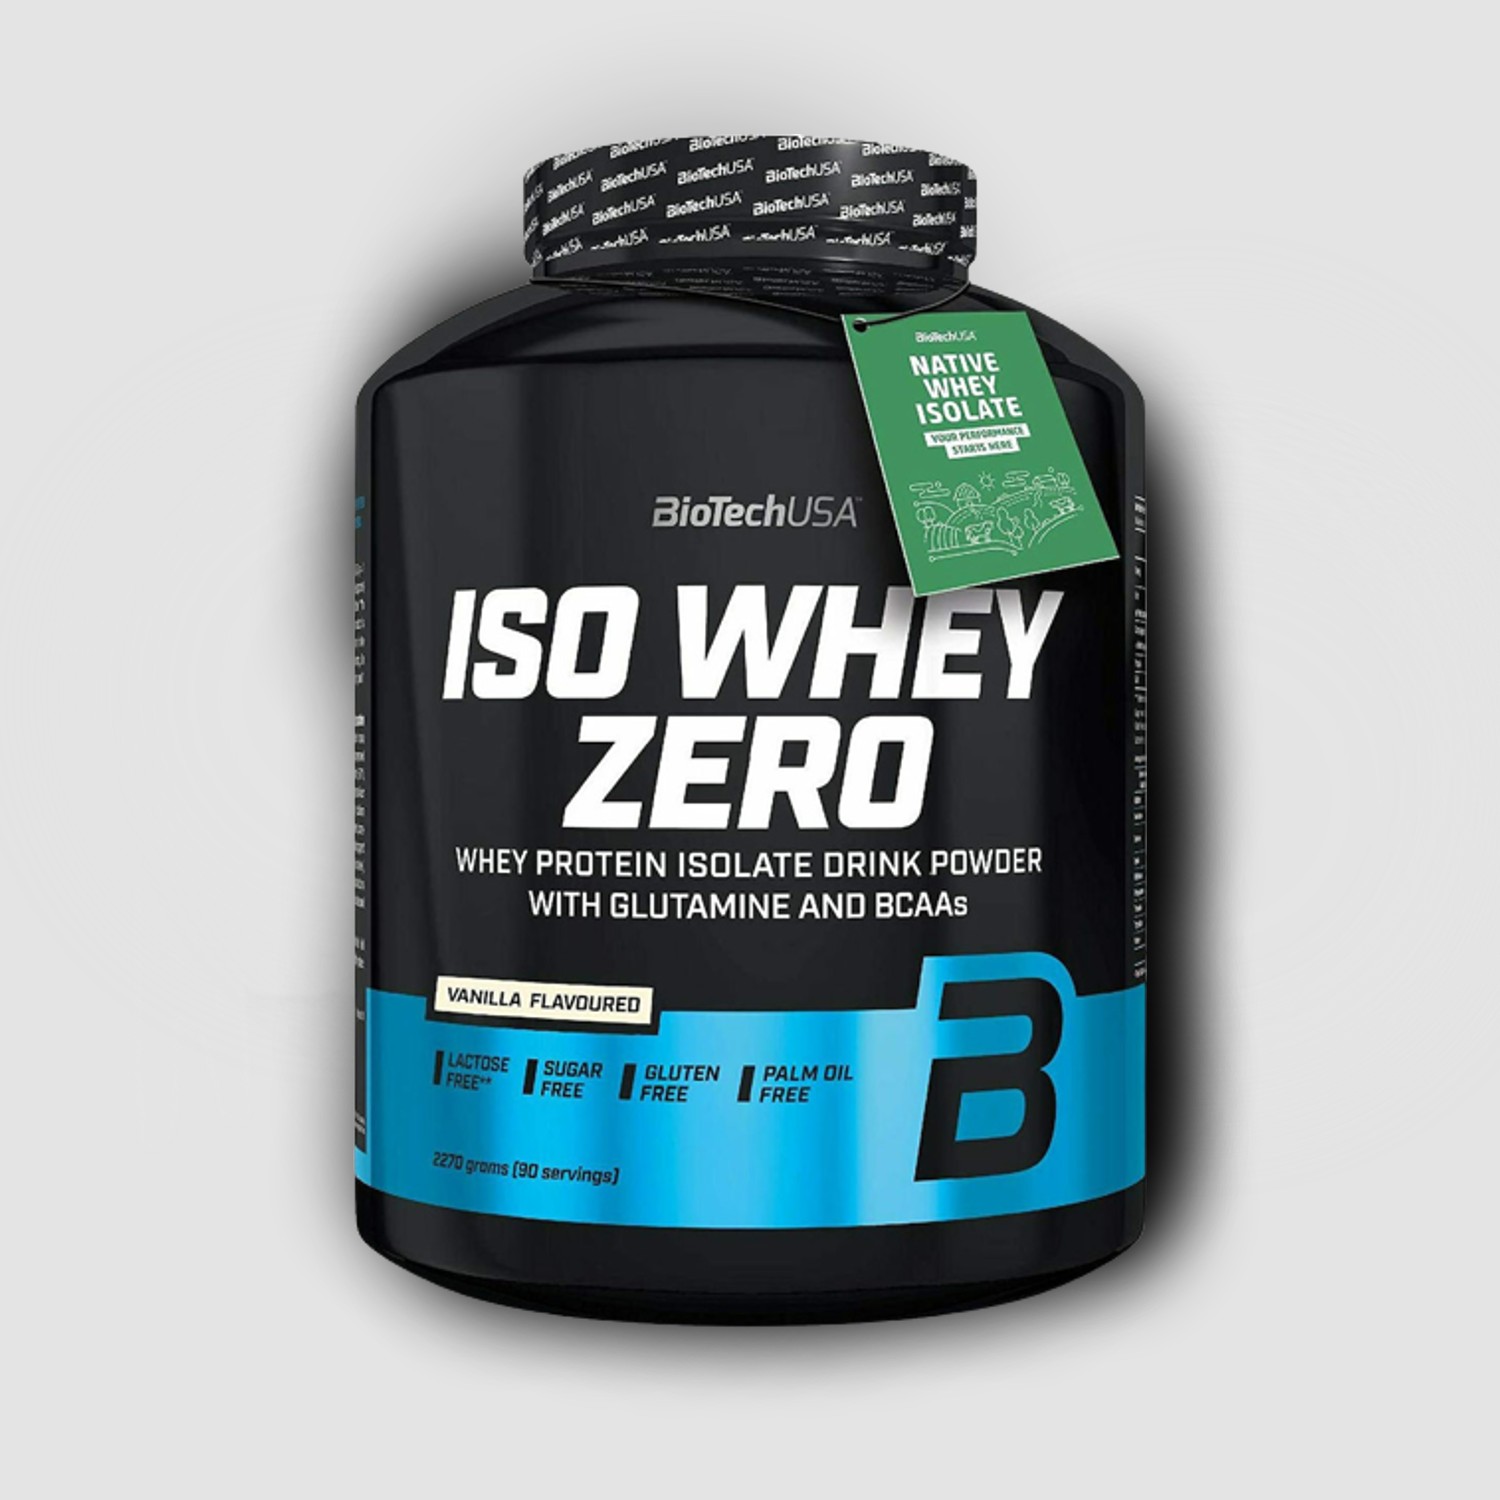 BioTechUSA
NATIVE
WHEY
ISOLATE
YOUR PERFORMANCE
STARTS HERE
BioTechUSA™
ISO WHEY
ZERO
WHEY PROTEIN ISOLATE DRINK POWDER
WITH GLUTAMINE AND BCAAs
VANILLA FLAVOURED
LACTOSE FREE**
SUGAR FREE
GLUTEN FREE
PALM OIL FREE
2270 grams (90 servings)
B